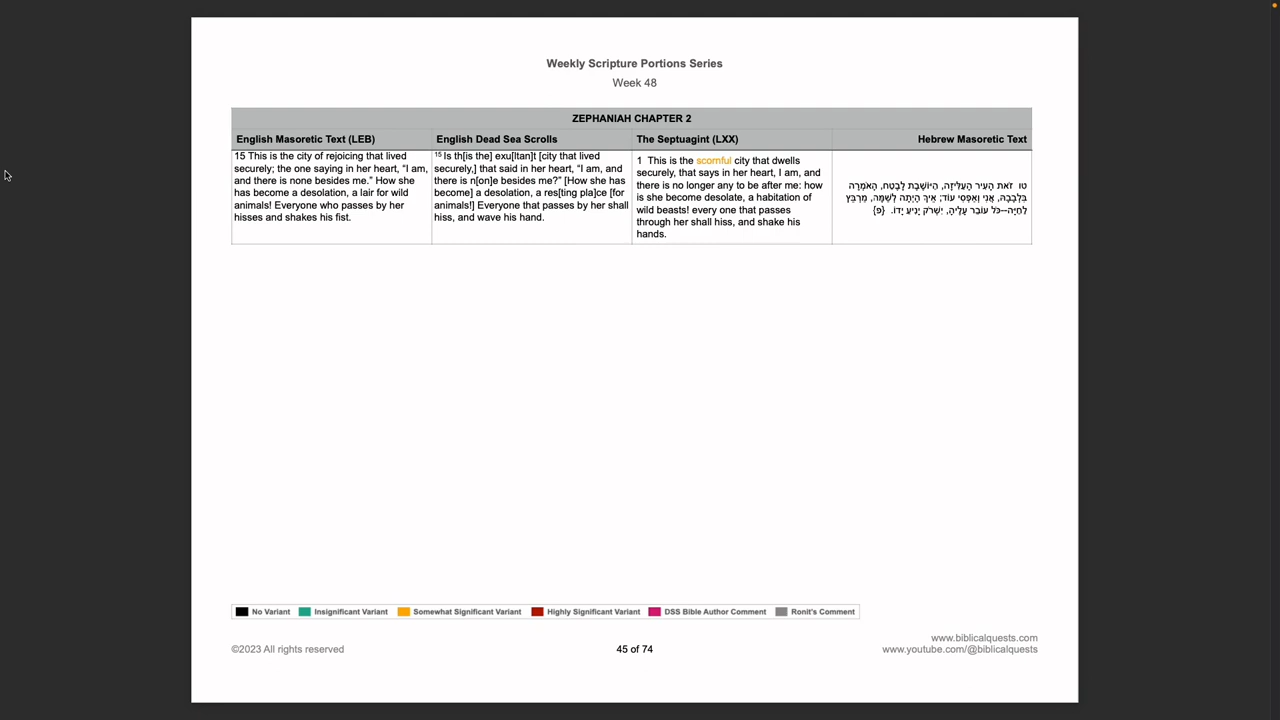 Weekly Scripture Portions Series
Week 48
ZEPHANIAH CHAPTER 2
English Masoretic Text (LEB)
English Dead Sea Scrolls
The Septuagint (LXX)
Hebrew Masoretic Text
15 This is the city of rejoicing that lived
securely; the one saying in her heart, “I am,
and there is none besides me.” How she
has become a desolation, a lair for wild
animals! Everyone who passes by her
hisses and shakes his fist.
15 Is th[is the] exu[ltan]t [city that lived
securely,] that said in her heart, “I am, and
there is n[on]e besides me?” [How she has
become] a desolation, a res[ting pla]ce [for
animals!] Everyone that passes by her shall
hiss, and wave his hand.
1 This is the scornful city that dwells
securely, that says in her heart, I am, and
there is no longer any to be after me: how
is she become desolate, a habitation of
wild beasts! every one that passes
through her shall hiss, and shake his
hands.
טו זֹאת הָעִיר הָעַלִּיזָה, הַיּוֹשֶׁבֶת לָבֶטַח, הָאֹמְרָה
בִּלְבָבָהּ, אֲנִי וְאַפְסִי עוֹד; אֵיךְ הָיְתָה לְשַׁמָּה, מַרְבֵּץ
לַחַיָּה--כֹּל עוֹבֵר עָלֶיהָ, יִשְׁרֹק יָנִיעַ יָדוֹ. {פ}
No Variant
Insignificant Variant
Somewhat Significant Variant
Highly Significant Variant
DSS Bible Author Comment
Ronit's Comment
©2023 All rights reserved
45 of 74
www.biblicalquests.com
www.youtube.com/@biblicalquests